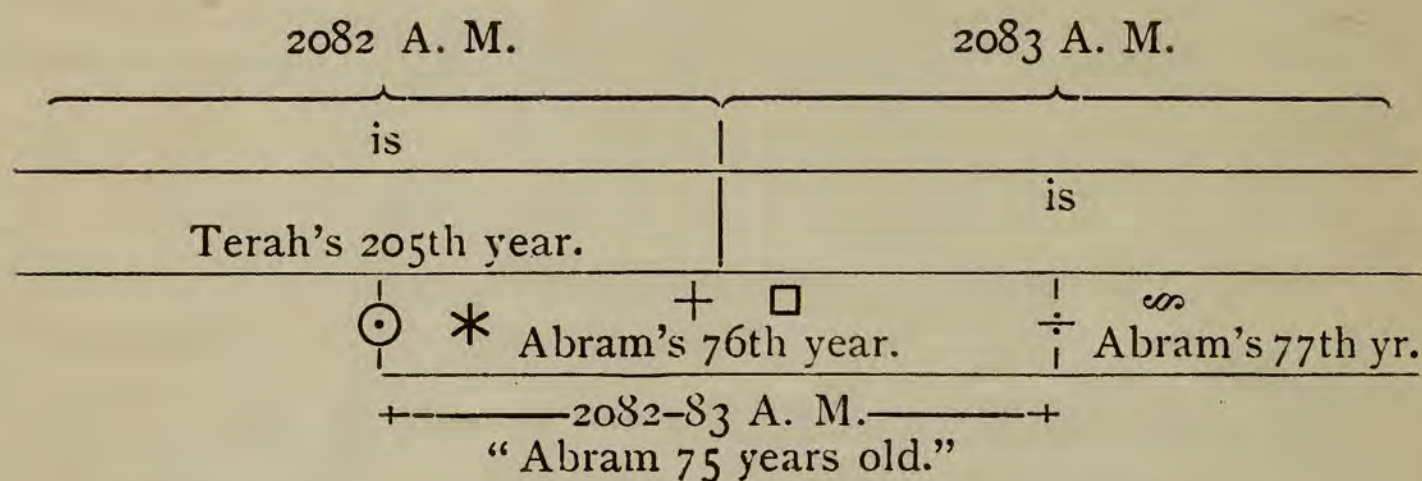 2082 A. M. 2083 A. M.
is
is
Terah's 205th year.
☉ * + □ ÷ ∽
Abram's 76th year. Abram's 77th yr.
+-———2082–83 A. M.———-+
“ Abram 75 years old.”